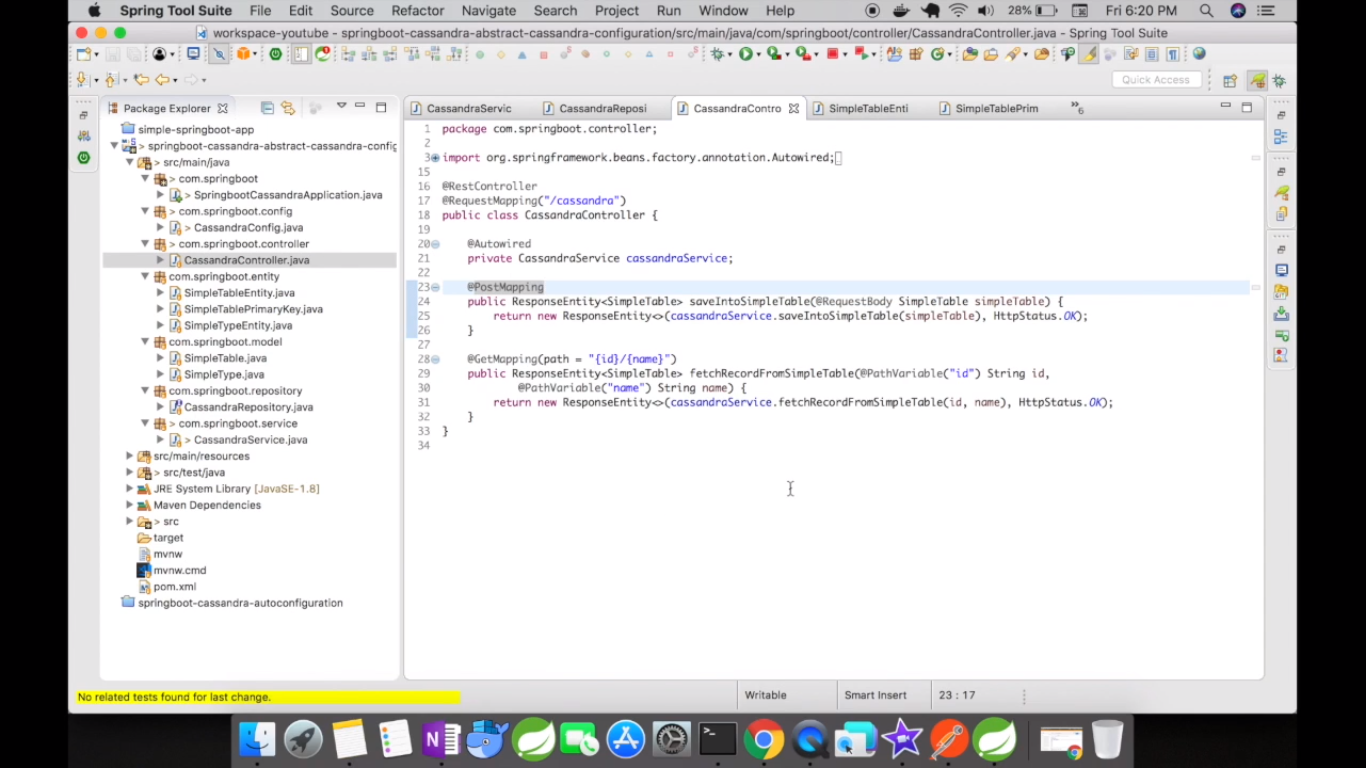 Spring Tool Suite File Edit Source Refactor Navigate Search Project Run Window Help 28% Fri 6:20 PM
workspace-youtube - springboot-cassandra-abstract-cassandra-configuration/src/main/java/com/springboot/controller/CassandraController.java - Spring Tool Suite
Quick Access
Package Explorer
simple-springboot-app
> springboot-cassandra-abstract-cassandra-config
> src/main/java
> com.springboot
> SpringbootCassandraApplication.java
> com.springboot.config
> CassandraConfig.java
> com.springboot.controller
CassandraController.java
com.springboot.entity
SimpleTableEntity.java
SimpleTablePrimaryKey.java
SimpleTypeEntity.java
com.springboot.model
SimpleTable.java
SimpleType.java
com.springboot.repository
CassandraRepository.java
> com.springboot.service
> CassandraService.java
src/main/resources
> src/test/java
JRE System Library [JavaSE-1.8]
Maven Dependencies
> src
target
mvnw
mvnw.cmd
pom.xml
springboot-cassandra-autoconfiguration
CassandraServic CassandraReposi CassandraContro SimpleTableEnti SimpleTablePrim »6
1 package com.springboot.controller;
2
3 import org.springframework.beans.factory.annotation.Autowired;
15
16 @RestController
17 @RequestMapping("/cassandra")
18 public class CassandraController {
19
20 @Autowired
21 private CassandraService cassandraService;
22
23 @PostMapping
24 public ResponseEntity<SimpleTable> saveIntoSimpleTable(@RequestBody SimpleTable simpleTable) {
25 return new ResponseEntity<>(cassandraService.saveIntoSimpleTable(simpleTable), HttpStatus.OK);
26 }
27
28 @GetMapping(path = "{id}/{name}")
29 public ResponseEntity<SimpleTable> fetchRecordFromSimpleTable(@PathVariable("id") String id,
30 @PathVariable("name") String name) {
31 return new ResponseEntity<>(cassandraService.fetchRecordFromSimpleTable(id, name), HttpStatus.OK);
32 }
33 }
34
No related tests found for last change.
Writable Smart Insert 23 : 17